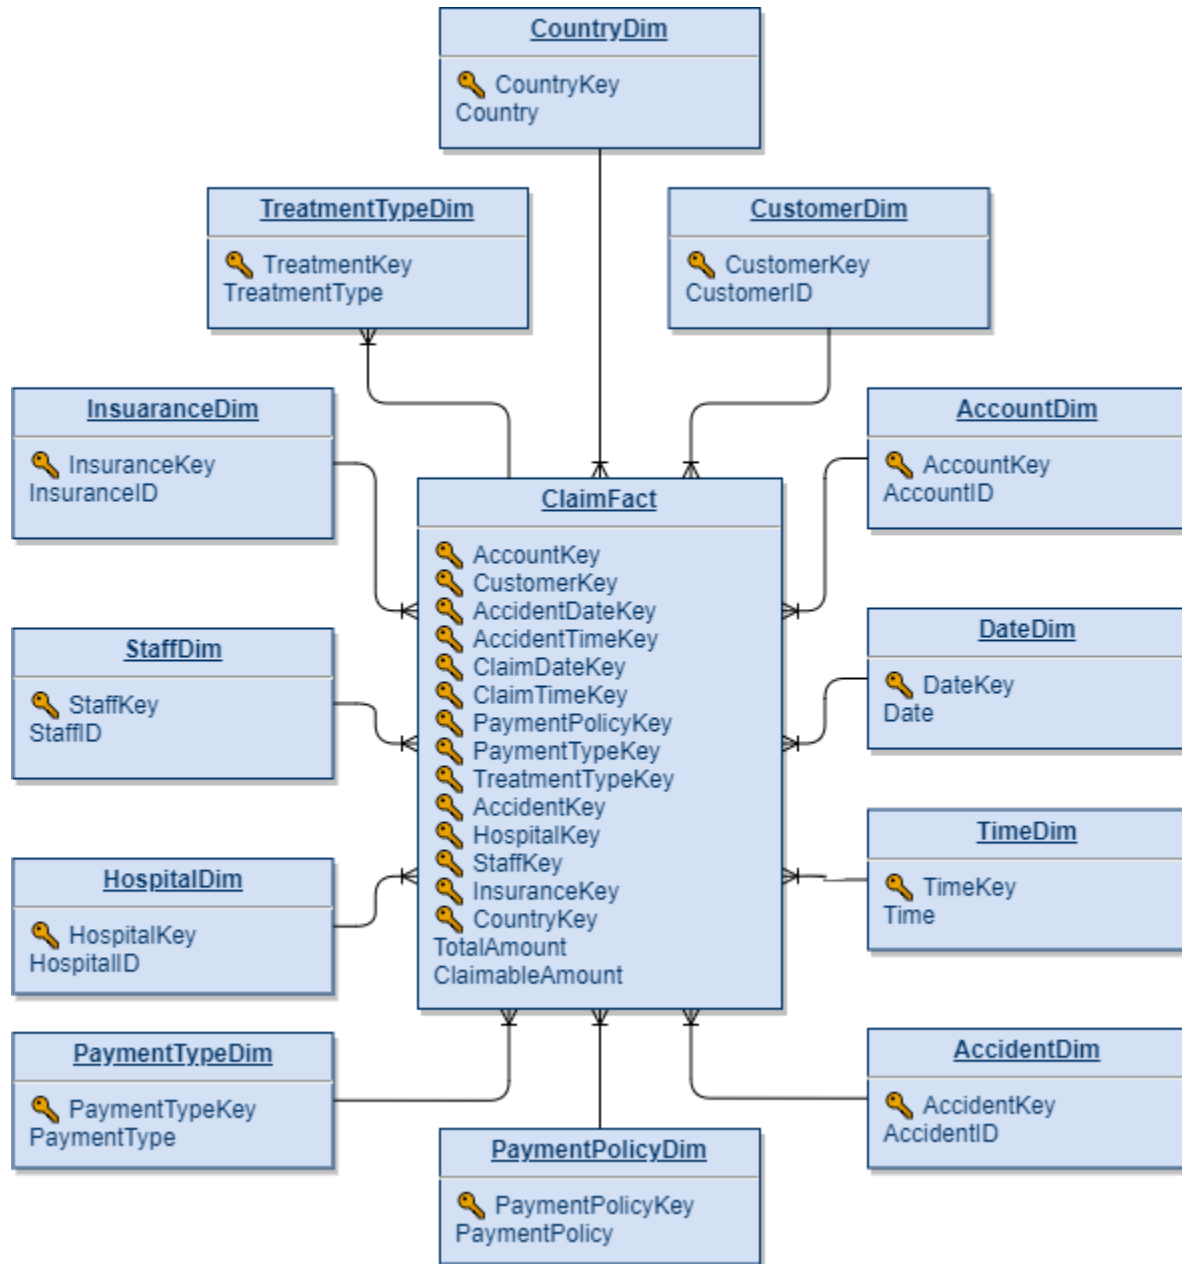 CountryDim
CountryKey
Country
TreatmentTypeDim
TreatmentKey
TreatmentType
CustomerDim
CustomerKey
CustomerID
InsuaranceDim
InsuranceKey
InsuranceID
AccountDim
AccountKey
AccountID
ClaimFact
AccountKey
CustomerKey
AccidentDateKey
AccidentTimeKey
ClaimDateKey
ClaimTimeKey
PaymentPolicyKey
PaymentTypeKey
TreatmentTypeKey
AccidentKey
HospitalKey
StaffKey
InsuranceKey
CountryKey
TotalAmount
ClaimableAmount
StaffDim
StaffKey
StaffID
DateDim
DateKey
Date
HospitalDim
HospitalKey
HospitalID
TimeDim
TimeKey
Time
PaymentTypeDim
PaymentTypeKey
PaymentType
AccidentDim
AccidentKey
AccidentID
PaymentPolicyDim
PaymentPolicyKey
PaymentPolicy